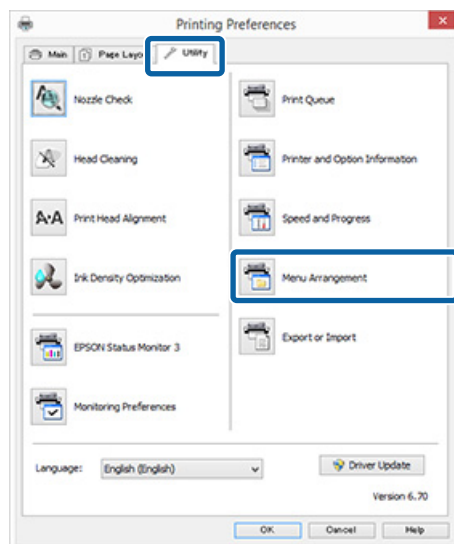 Printing Preferences
Main
Page Layo
Utility
Nozzle Check
Print Queue
Head Cleaning
Printer and Option Information
A·A Print Head Alignment
Speed and Progress
Ink Density Optimization
Menu Arrangement
EPSON Status Monitor 3
Export or Import
Monitoring Preferences
Language: English (English) Driver Update
Version 6.70
OK Cancel Help